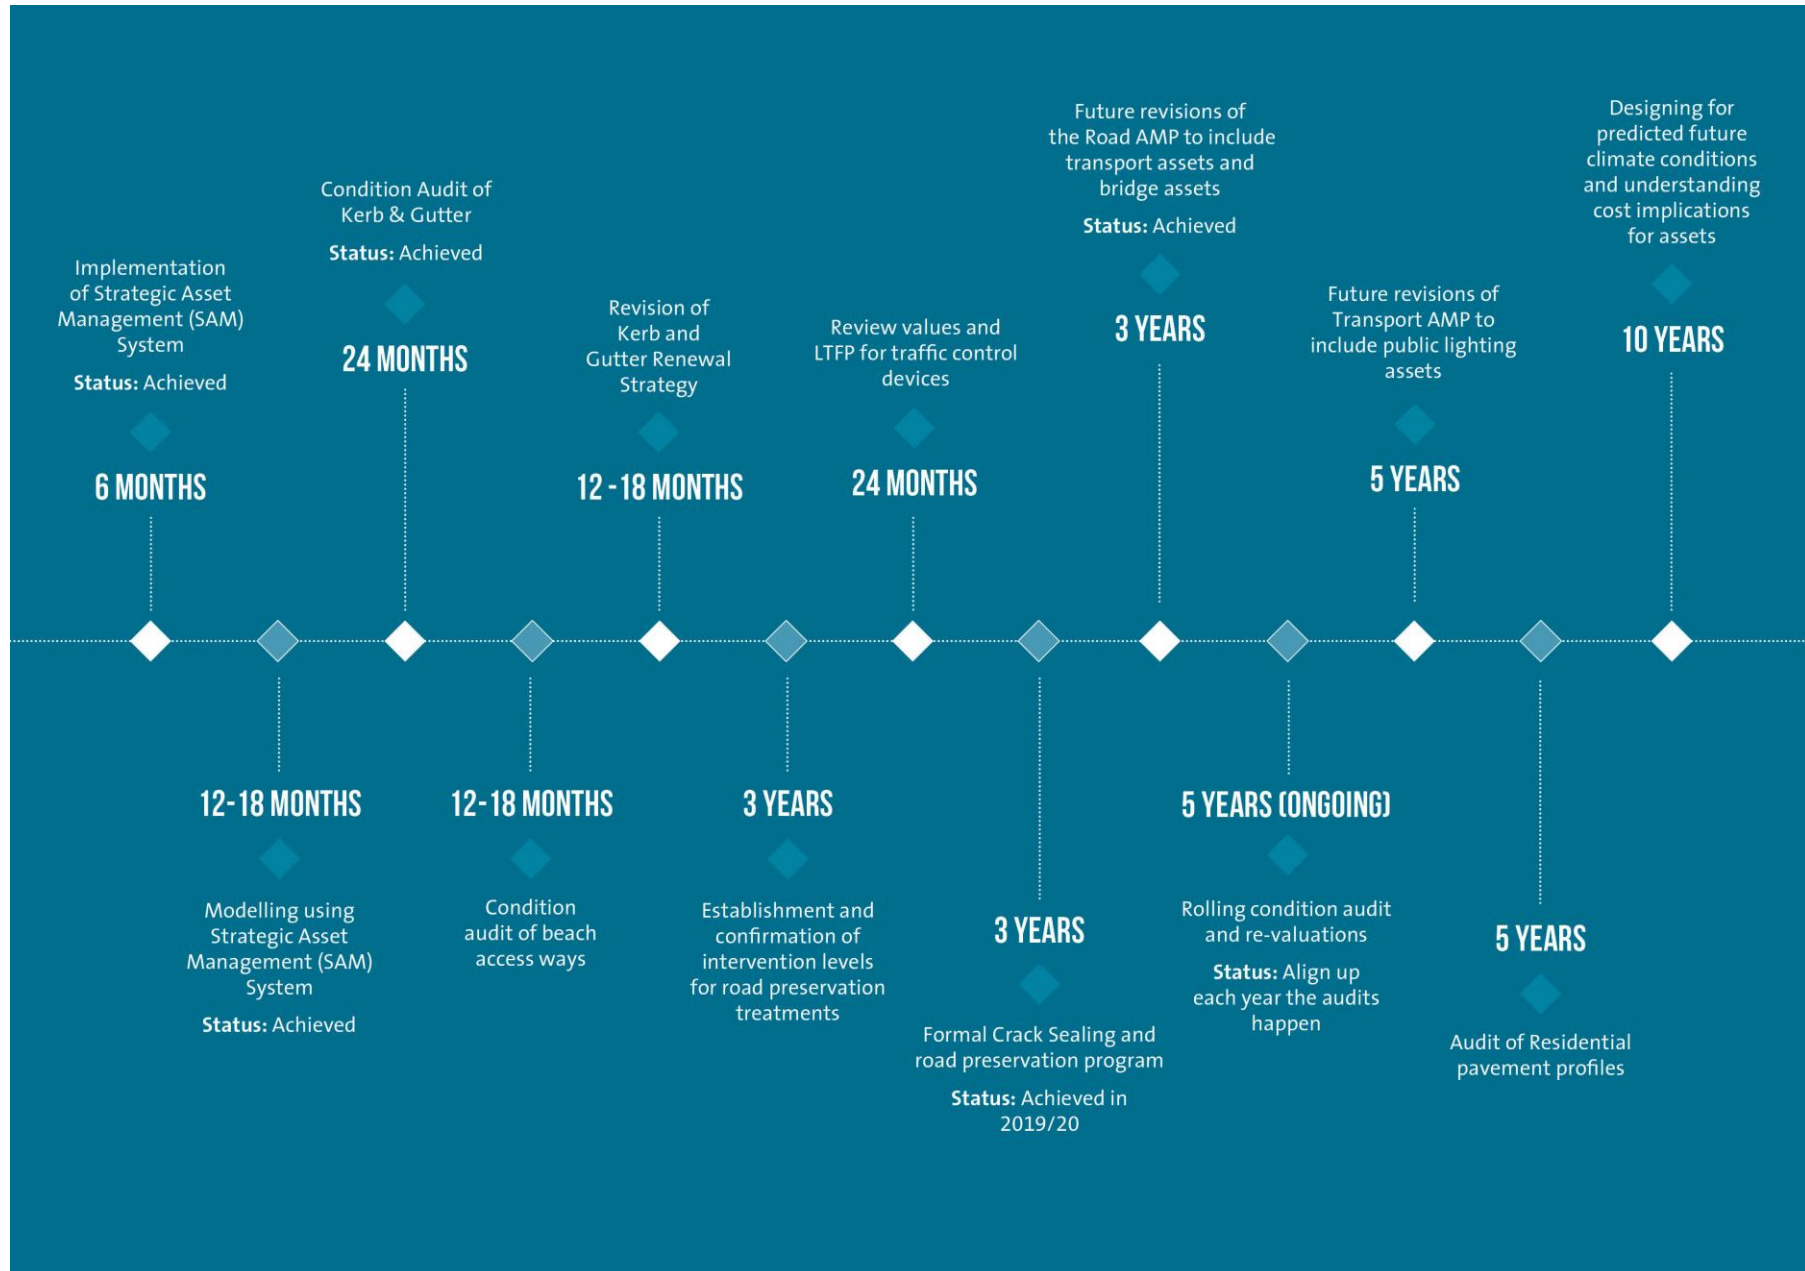 Implementation
of Strategic Asset
Management (SAM)
System
Status: Achieved
6 MONTHS
12-18 MONTHS
Modelling using
Strategic Asset
Management (SAM)
System
Status: Achieved
Condition Audit of
Kerb & Gutter
Status: Achieved
24 MONTHS
12-18 MONTHS
Condition
audit of beach
access ways
Revision of
Kerb and
Gutter Renewal
Strategy
12 -18 MONTHS
3 YEARS
Establishment and
confirmation of
intervention levels
for road preservation
treatments
Review values and
LTFP for traffic control
devices
24 MONTHS
3 YEARS
Formal Crack Sealing and
road preservation program
Status: Achieved in
2019/20
Future revisions of
the Road AMP to include
transport assets and
bridge assets
Status: Achieved
3 YEARS
5 YEARS (ONGOING)
Rolling condition audit
and re-valuations
Status: Align up
each year the audits
happen
Future revisions of
Transport AMP to
include public lighting
assets
5 YEARS
5 YEARS
Audit of Residential
pavement profiles
Designing for
predicted future
climate conditions
and understanding
cost implications
for assets
10 YEARS